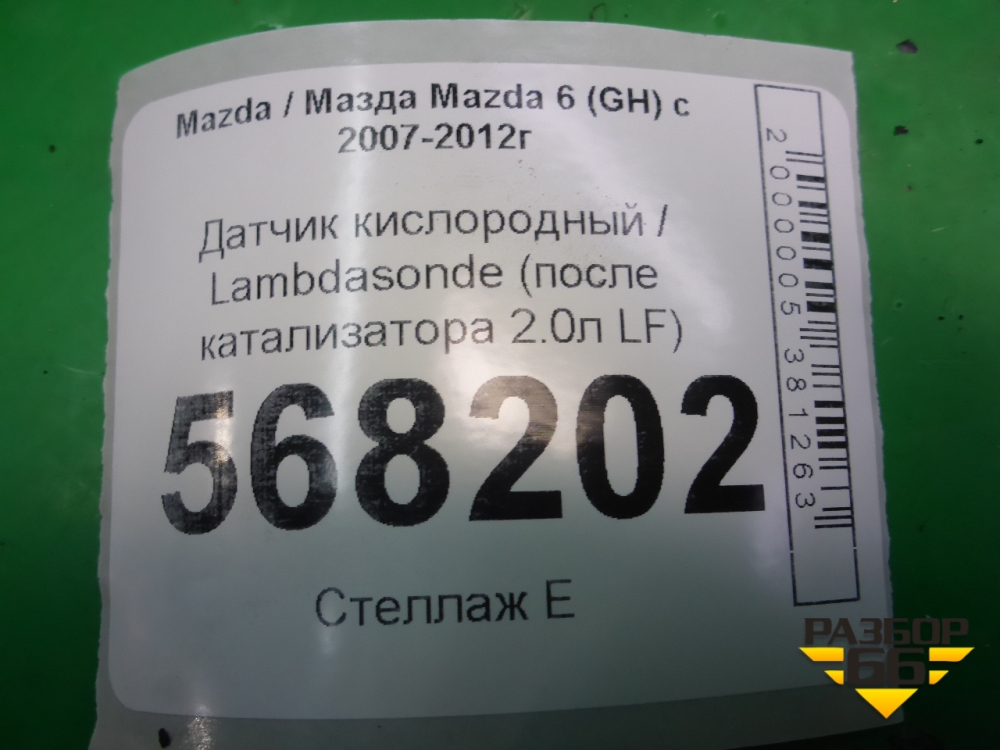 Mazda / Мазда Mazda 6 (GH) с
2007-2012г
Датчик кислородный /
Lambdasonde (после
катализатора 2.0л LF)
568202
Стеллаж Е
2000005381263
РАЗБОР
66